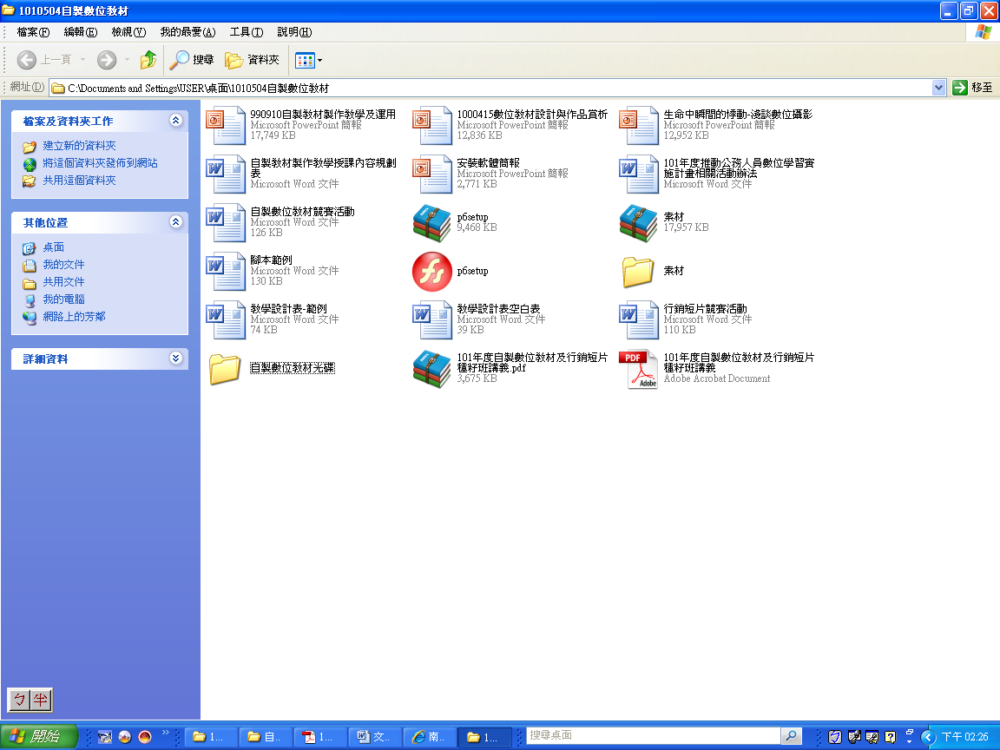 1010504自製數位教材
檔案(F) 編輯(E) 檢視(V) 我的最愛(A) 工具(T) 說明(H)
上一頁 搜尋 資料夾
網址(D) C:\Documents and Settings\USER\桌面\1010504自製數位教材 移至
檔案及資料夾工作
建立新的資料夾
將這個資料夾發佈到網站
共用這個資料夾
其他位置
桌面
我的文件
共用文件
我的電腦
網路上的芳鄰
詳細資料
990910自製教材製作教學及運用
Microsoft PowerPoint 簡報
17,749 KB
1000415數位教材設計與作品賞析
Microsoft PowerPoint 簡報
12,836 KB
生命中瞬間的悸動-淺談數位攝影
Microsoft PowerPoint 簡報
12,952 KB
自製教材製作教學授課內容規劃
表
Microsoft Word 文件
安裝軟體簡報
Microsoft PowerPoint 簡報
2,771 KB
101年度推動公務人員數位學習實
施計畫相關活動辦法
Microsoft Word 文件
自製數位教材競賽活動
Microsoft Word 文件
126 KB
p6setup
9,468 KB
素材
17,957 KB
腳本範例
Microsoft Word 文件
130 KB
p6setup
素材
教學設計表-範例
Microsoft Word 文件
74 KB
教學設計表空白表
Microsoft Word 文件
39 KB
行銷短片競賽活動
Microsoft Word 文件
110 KB
自製數位教材光碟
101年度自製數位教材及行銷短片
種籽班講義.pdf
3,675 KB
PDF
Adobe
101年度自製數位教材及行銷短片
種籽班講義
Adobe Acrobat Document
ㄅ 半
開始 1... 自.. 1... 文.. 南.. 1... 搜尋桌面 下午 02:26